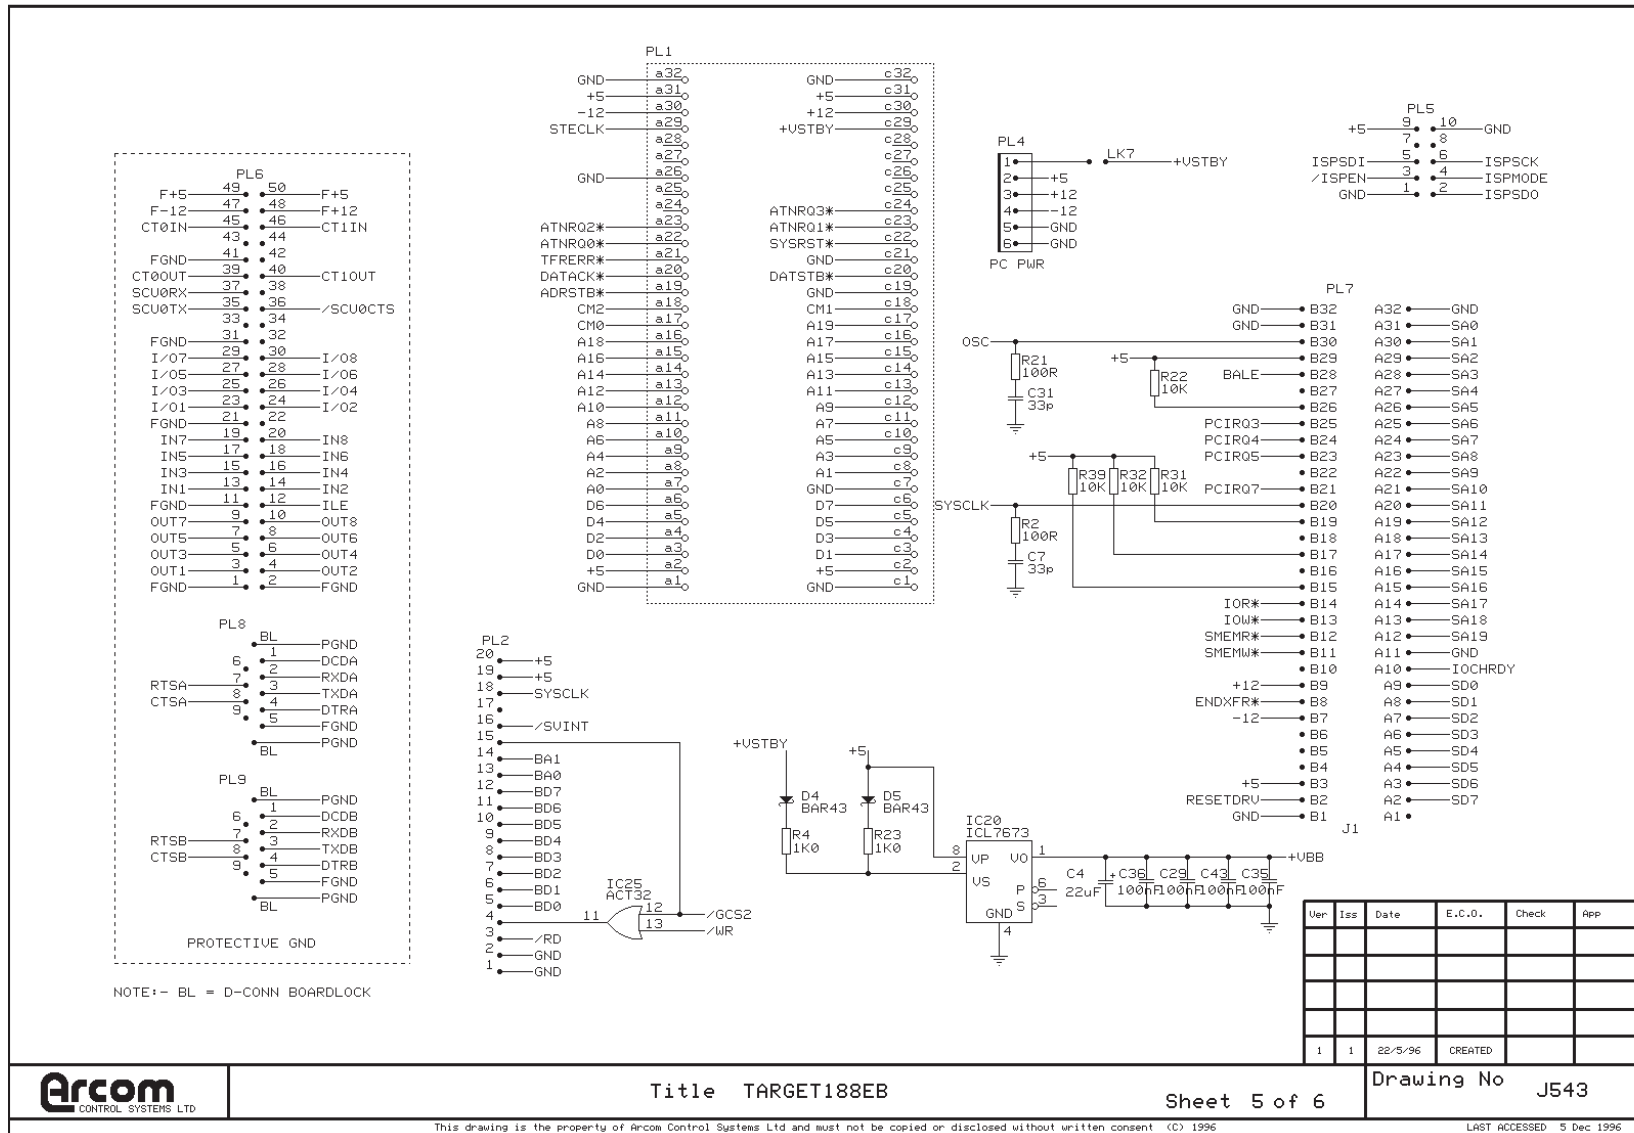 PL1
GND a32 c32 GND
+5 a31 c31 +5
-12 a30 c30 +12
STECLK a29 c29 +VSTBY
a28 c28
a27 c27
GND a26 c26
a25 c25
a24 c24 ATNRQ3*
ATNRQ2* a23 c23 ATNRQ1*
ATNRQ0* a22 c22 SYSRST*
TFRERR* a21 c21 GND
DATACK* a20 c20 DATSTB*
ADRSTB* a19 c19 GND
CM2 a18 c18 CM1
CM0 a17 c17 A19
A18 a16 c16 A17
A16 a15 c15 A15
A14 a14 c14 A13
A12 a13 c13 A11
A10 a12 c12 A9
A8 a11 c11 A7
A6 a10 c10 A5
A4 a9 c9 A3
A2 a8 c8 A1
A0 a7 c7 GND
D6 a6 c6 D7
D4 a5 c5 D5
D2 a4 c4 D3
D0 a3 c3 D1
+5 a2 c2 +5
GND a1 c1 GND
PL4
1 LK7 +VSTBY
2 +5
3 +12
4 -12
5 GND
6 GND
PC PWR
PL5
+5 9 10 GND
7 8
ISPSDI 5 6 ISPSCK
/ISPEN 3 4 ISPMODE
GND 1 2 ISPSDO
PL6
F+5 49 50 F+5
F-12 47 48 F+12
CT0IN 45 46 CT1IN
43 44
FGND 41 42
CT0OUT 39 40 CT1OUT
SCU0RX 37 38
SCU0TX 35 36 /SCU0CTS
33 34
FGND 31 32
I/O7 29 30 I/O8
I/O5 27 28 I/O6
I/O3 25 26 I/O4
I/O1 23 24 I/O2
FGND 21 22
IN7 19 20 IN8
IN5 17 18 IN6
IN3 15 16 IN4
IN1 13 14 IN2
FGND 11 12 ILE
OUT7 9 10 OUT8
OUT5 7 8 OUT6
OUT3 5 6 OUT4
OUT1 3 4 OUT2
FGND 1 2 FGND
PL8
BL PGND
1 DCDA
6 2 RXDA
RTSA 7 3 TXDA
CTSA 8 4 DTRA
9 5 FGND
BL PGND
PL9
BL PGND
1 DCDB
6 2 RXDB
RTSB 7 3 TXDB
CTSB 8 4 DTRB
9 5 FGND
BL PGND
PROTECTIVE GND
NOTE:- BL = D-CONN BOARDLOCK
PL2
20 +5
19 +5
18 SYSCLK
17
16 /SVINT
15
14 BA1
13 BA0
12 BD7
11 BD6
10 BD5
9 BD4
8 BD3
7 BD2
6 BD1
5 BD0
4
3 /RD
2 GND
1 GND
IC25
ACT32
11 12 /GCS2
13 /WR
+VSTBY
+5
D4
BAR43
D5
BAR43
R4
1K0
R23
1K0
IC20
ICL7673
8 VP VO 1
2 VS
P 6
S 3
GND
4
C4
22uF
+
C36
100nF
C29
100nF
C43
100nF
C35
100nF
+VBB
PL7
GND B32 A32 GND
GND B31 A31 SA0
OSC B30 A30 SA1
+5 B29 A29 SA2
BALE B28 A28 SA3
B27 A27 SA4
B26 A26 SA5
PCIRQ3 B25 A25 SA6
PCIRQ4 B24 A24 SA7
PCIRQ5 B23 A23 SA8
B22 A22 SA9
PCIRQ7 B21 A21 SA10
SYSCLK B20 A20 SA11
B19 A19 SA12
B18 A18 SA13
B17 A17 SA14
B16 A16 SA15
B15 A15 SA16
IOR* B14 A14 SA17
IOW* B13 A13 SA18
SMEMR* B12 A12 SA19
SMEMW* B11 A11 GND
B10 A10 IOCHRDY
+12 B9 A9 SD0
ENDXFR* B8 A8 SD1
-12 B7 A7 SD2
B6 A6 SD3
B5 A5 SD4
B4 A4 SD5
+5 B3 A3 SD6
RESETDRV B2 A2 SD7
GND B1 A1
J1
R21
100R
C31
33p
R22
10K
+5
R39
10K
R32
10K
R31
10K
R2
100R
C7
33p
Ver Iss Date E.C.O. Check App
1 1 22/5/96 CREATED
Arcom
CONTROL SYSTEMS LTD
Title TARGET188EB
Sheet 5 of 6
Drawing No J543
This drawing is the property of Arcom Control Systems Ltd and must not be copied or disclosed without written consent (C) 1996
LAST ACCESSED 5 Dec 1996